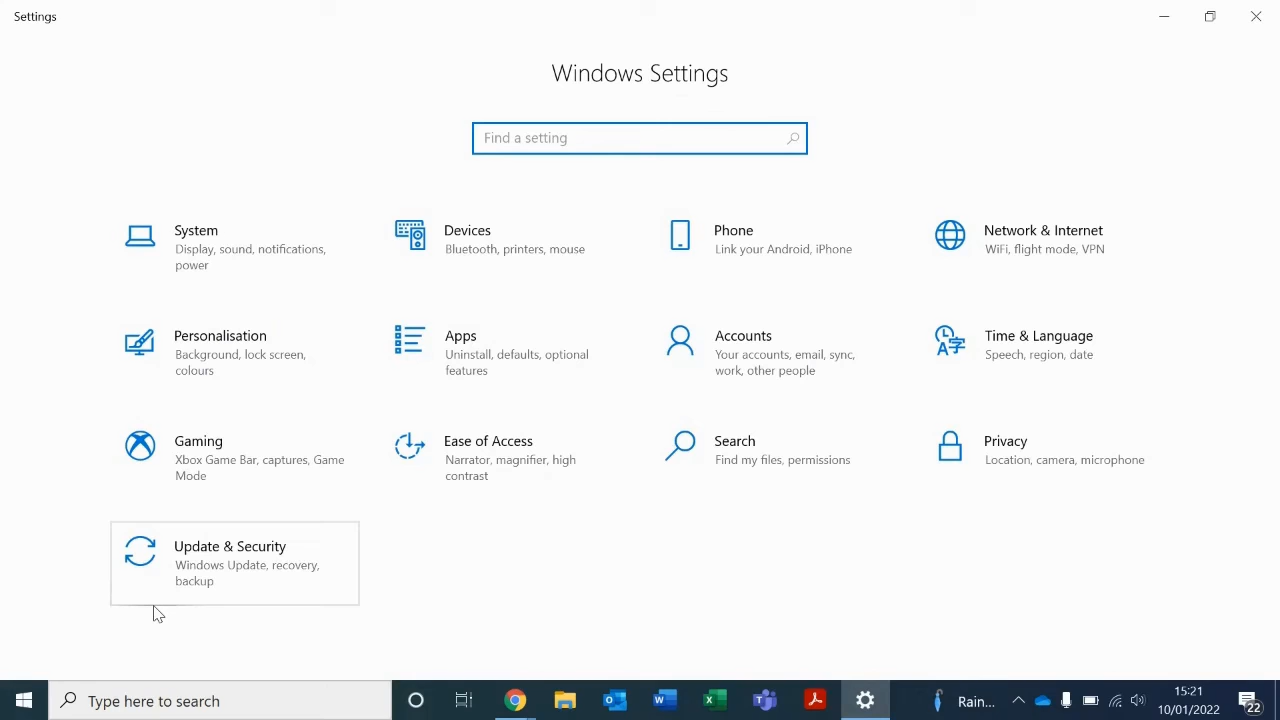 Settings
Windows Settings
Find a setting
System
Display, sound, notifications,
power
Devices
Bluetooth, printers, mouse
Phone
Link your Android, iPhone
Network & Internet
WiFi, flight mode, VPN
Personalisation
Background, lock screen,
colours
Apps
Uninstall, defaults, optional
features
Accounts
Your accounts, email, sync,
work, other people
Time & Language
Speech, region, date
Gaming
Xbox Game Bar, captures, Game
Mode
Ease of Access
Narrator, magnifier, high
contrast
Search
Find my files, permissions
Privacy
Location, camera, microphone
Update & Security
Windows Update, recovery,
backup
Type here to search
Rain...
15:21
10/01/2022
22